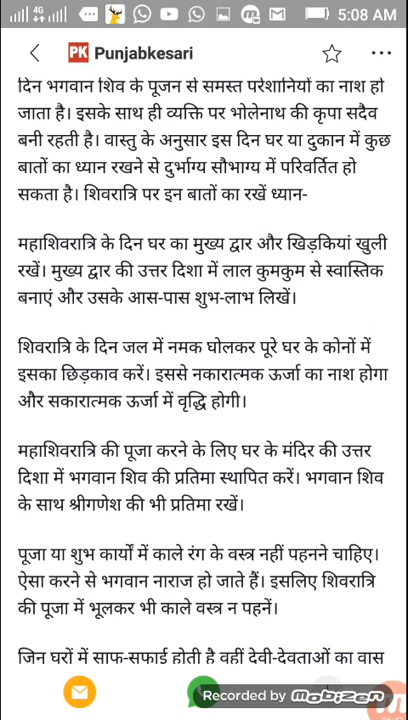 4G
5:08 AM
PK Punjabkesari
दिन भगवान शिव के पूजन से समस्त परेशानियों का नाश हो
जाता है। इसके साथ ही व्यक्ति पर भोलेनाथ की कृपा सदैव
बनी रहती है। वास्तु के अनुसार इस दिन घर या दुकान में कुछ
बातों का ध्यान रखने से दुर्भाग्य सौभाग्य में परिवर्तित हो
सकता है। शिवरात्रि पर इन बातों का रखें ध्यान-
महाशिवरात्रि के दिन घर का मुख्य द्वार और खिड़कियां खुली
रखें। मुख्य द्वार की उत्तर दिशा में लाल कुमकुम से स्वास्तिक
बनाएं और उसके आस-पास शुभ-लाभ लिखें।
शिवरात्रि के दिन जल में नमक घोलकर पूरे घर के कोनों में
इसका छिड़काव करें। इससे नकारात्मक ऊर्जा का नाश होगा
और सकारात्मक ऊर्जा में वृद्धि होगी।
महाशिवरात्रि की पूजा करने के लिए घर के मंदिर की उत्तर
दिशा में भगवान शिव की प्रतिमा स्थापित करें। भगवान शिव
के साथ श्रीगणेश की भी प्रतिमा रखें।
पूजा या शुभ कार्यों में काले रंग के वस्त्र नहीं पहनने चाहिए।
ऐसा करने से भगवान नाराज हो जाते हैं। इसलिए शिवरात्रि
की पूजा में भूलकर भी काले वस्त्र न पहनें।
जिन घरों में साफ-सफाई होती है वहीं देवी-देवताओं का वास
Recorded by mobizen